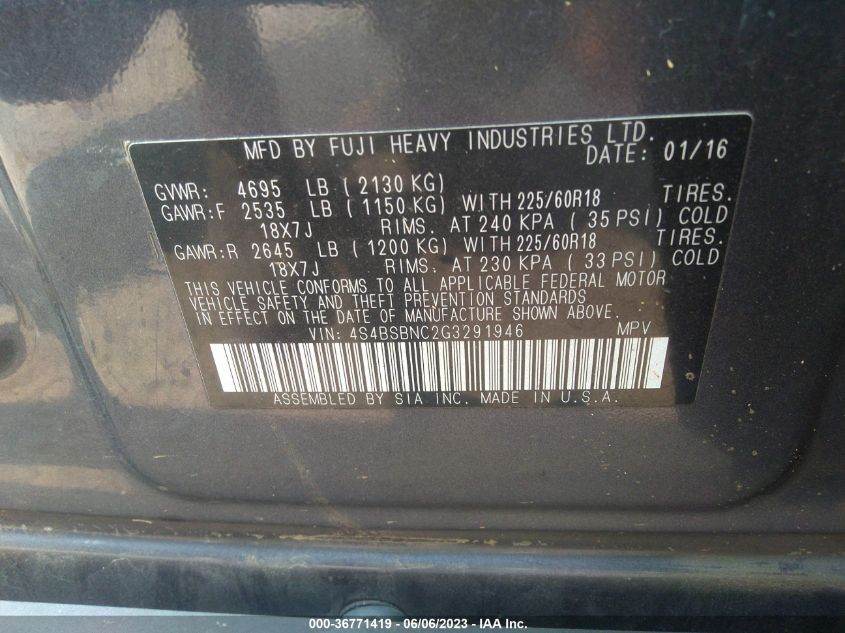 MFD BY FUJI HEAVY INDUSTRIES LTD.
DATE: 01/16
GVWR: 4695 LB ( 2130 KG)
GAWR:F 2535 LB ( 1150 KG) WITH 225/60R18 TIRES.
18X7J RIMS. AT 240 KPA ( 35 PSI) COLD
GAWR:R 2645 LB ( 1200 KG) WITH 225/60R18 TIRES.
18X7J RIMS. AT 230 KPA ( 33 PSI) COLD
THIS VEHICLE CONFORMS TO ALL APPLICABLE FEDERAL MOTOR
VEHICLE SAFETY AND THEFT PREVENTION STANDARDS
IN EFFECT ON THE DATE OF MANUFACTURE SHOWN ABOVE.
VIN: 4S4BSBNC2G3291946 MPV
ASSEMBLED BY SIA INC. MADE IN U.S.A.
000-36771419 - 06/06/2023 - © IAA Inc.